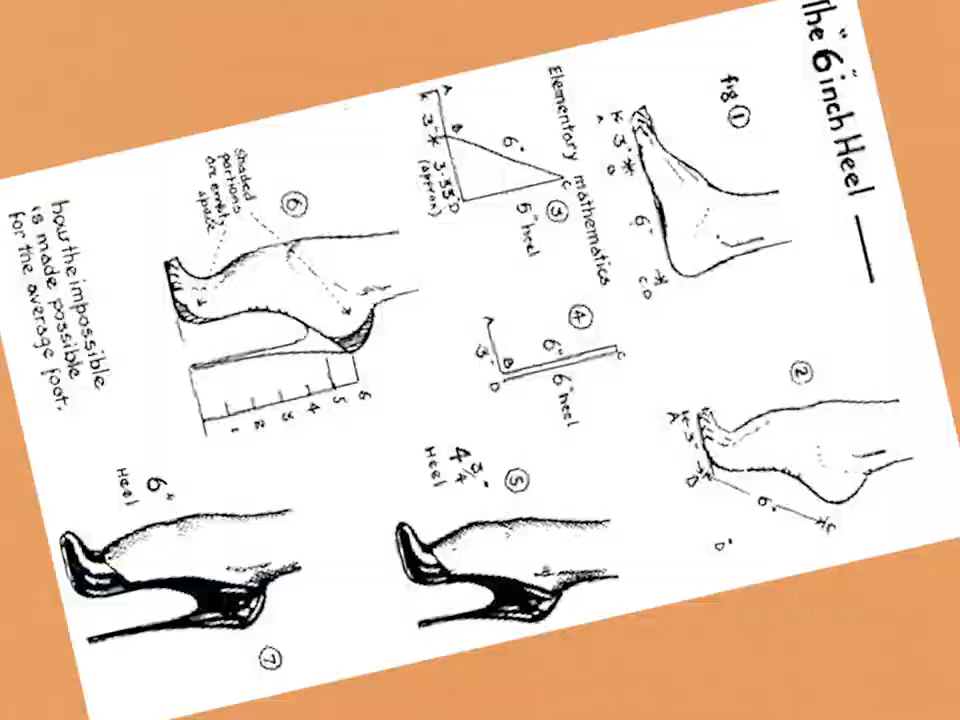 The "6" inch Heel —
fig ①
K 3" *
A B
6"
* C D
②
K 3" *
A B
6"
* C
D"
Elementary mathematics
③
A B C D
K 3" *
3.35" (approx)
6"
5" heel
④
A B C D
3"
6"
6" heel
⑤
4 3/4"
Heel
⑥
shaded
portions
are empty
space
1 2 3 4 5 6
6"
Heel
⑦
how the impossible
is made possible
for the average foot.